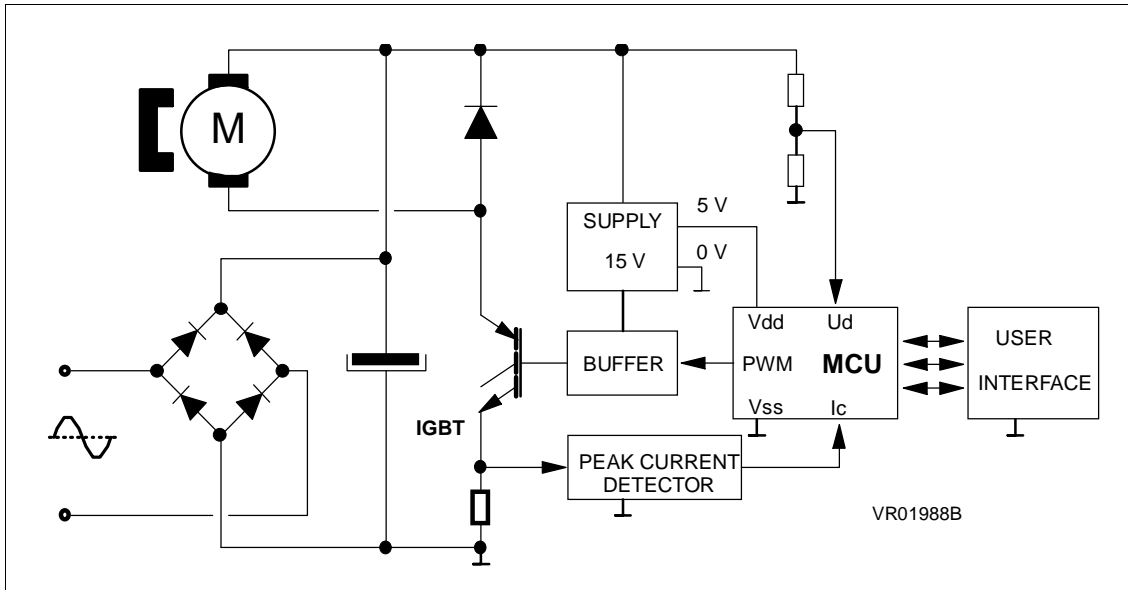 M
SUPPLY
15 V
5 V
0 V
BUFFER
Vdd
Ud
PWM
MCU
Vss
Ic
USER
INTERFACE
IGBT
PEAK CURRENT
DETECTOR
VR01988B